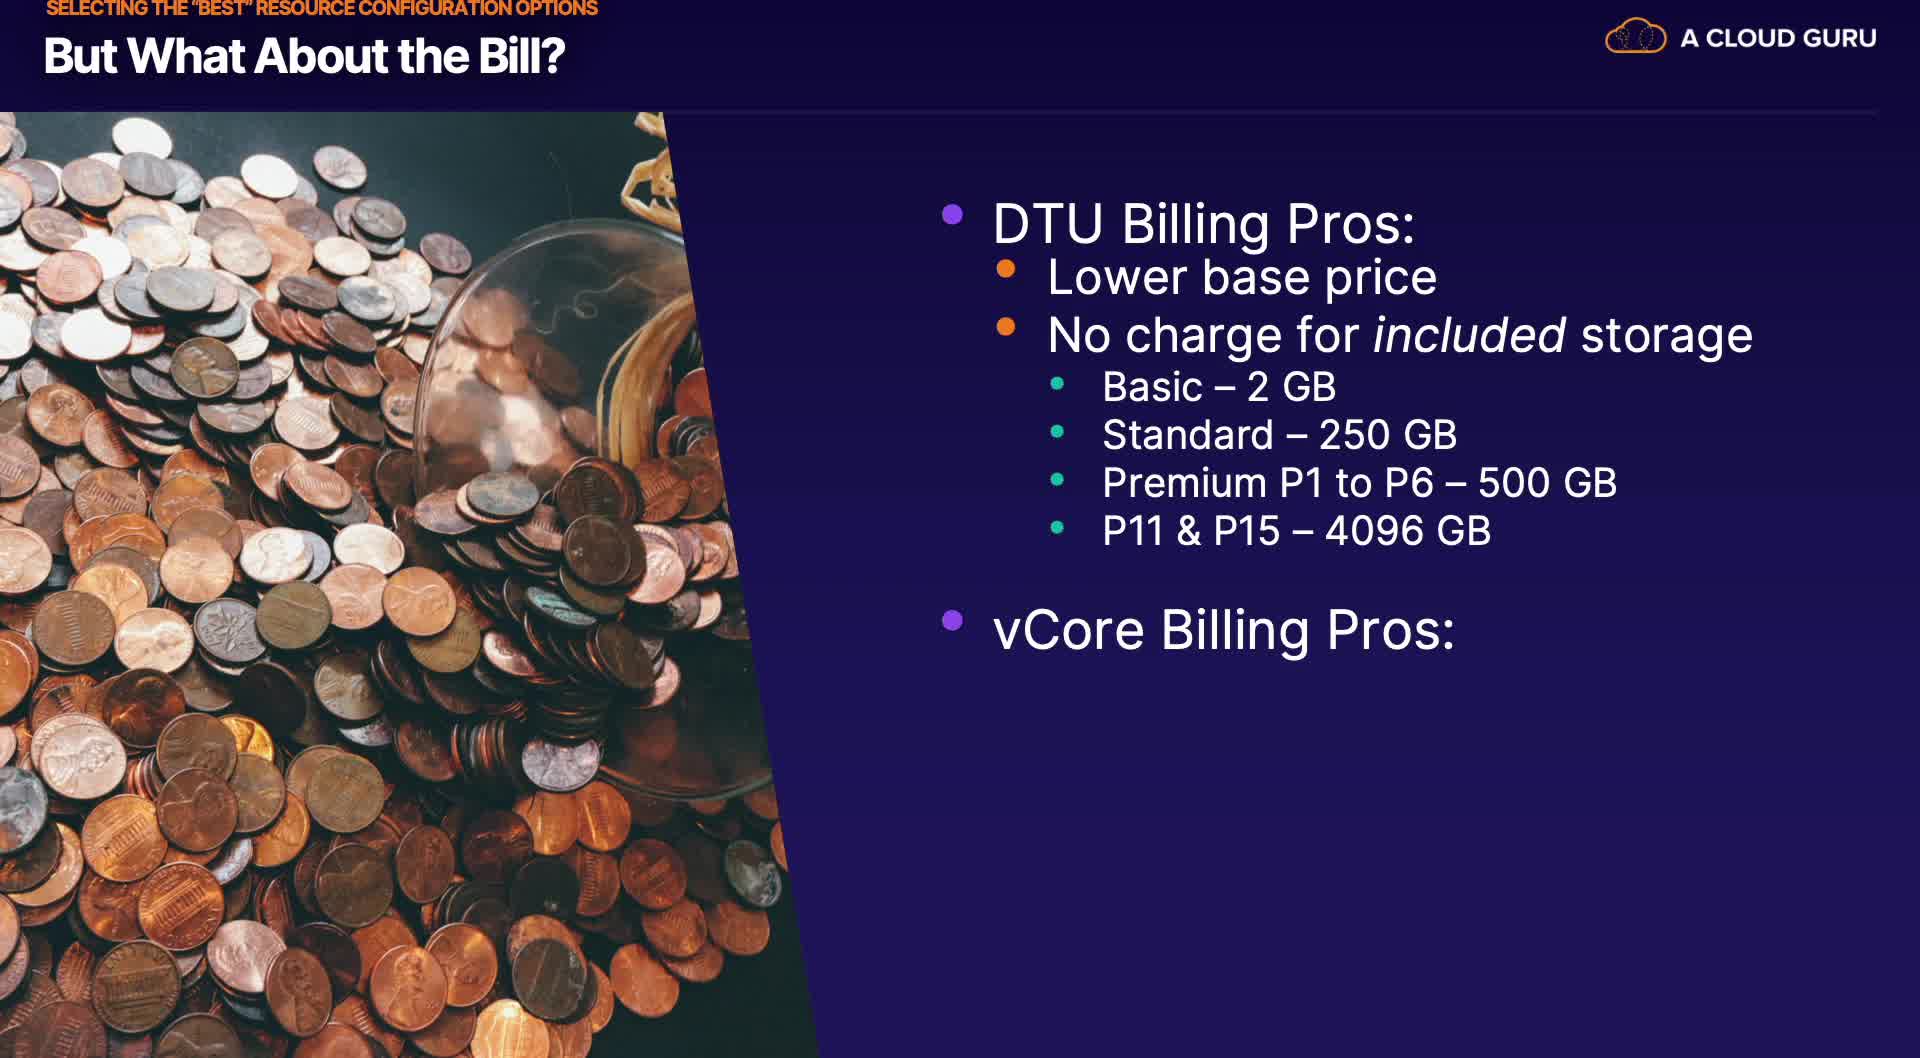 SELECTING THE “BEST” RESOURCE CONFIGURATION OPTIONS
But What About the Bill?
A CLOUD GURU
DTU Billing Pros:
Lower base price
No charge for included storage
Basic – 2 GB
Standard – 250 GB
Premium P1 to P6 – 500 GB
P11 & P15 – 4096 GB
vCore Billing Pros: